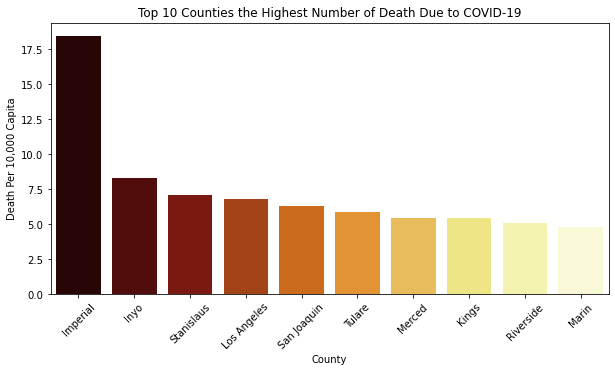 Top 10 Counties the Highest Number of Death Due to COVID-19
Death Per 10,000 Capita
17.5
15.0
12.5
10.0
7.5
5.0
2.5
0.0
Imperial
Inyo
Stanislaus
Los Angeles
San Joaquin
Tulare
Merced
Kings
Riverside
Marin
County